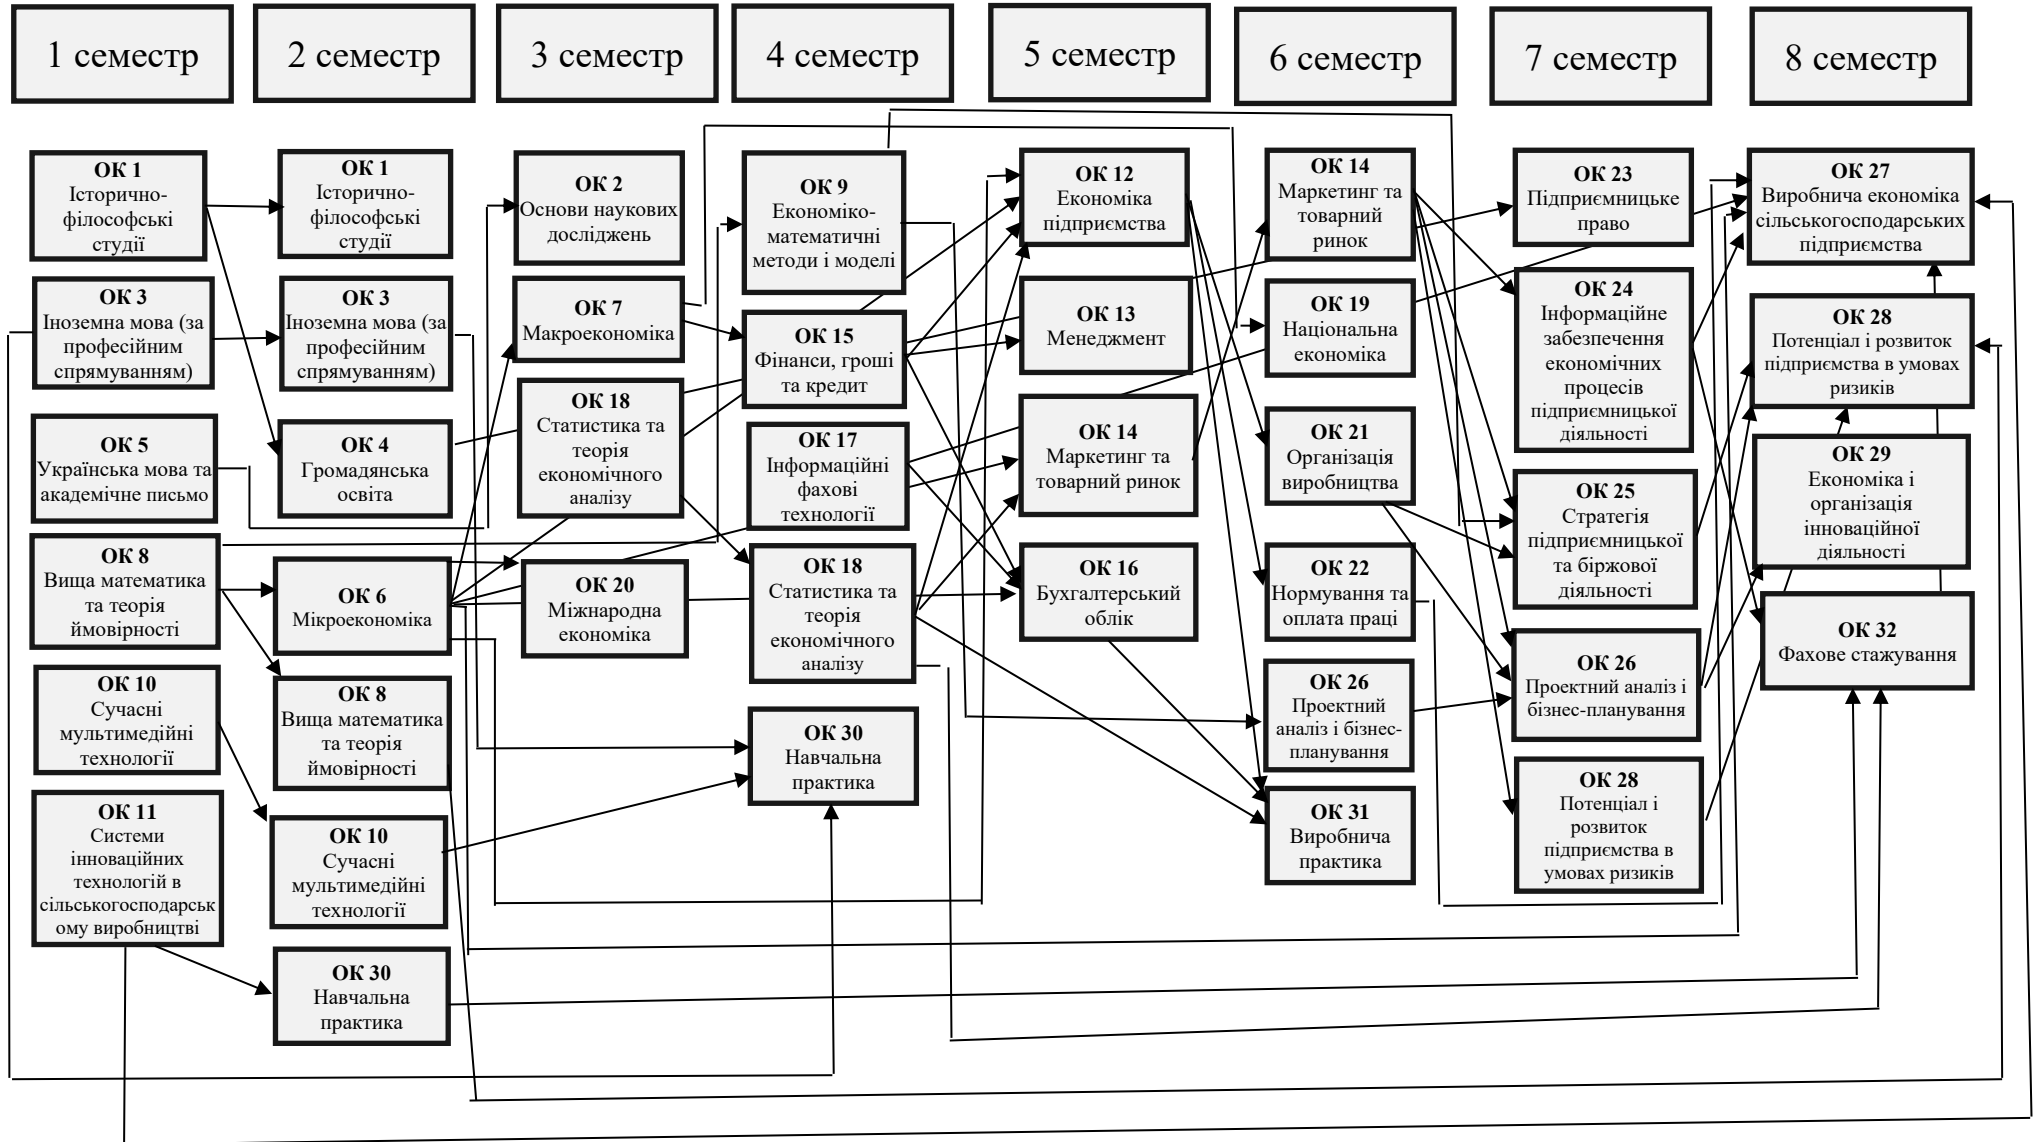 1 семестр
2 семестр
3 семестр
4 семестр
5 семестр
6 семестр
7 семестр
8 семестр
ОК 1
Історично-
філософські
студії
ОК 3
Іноземна мова (за
професійним
спрямуванням)
ОК 5
Українська мова та
академічне письмо
ОК 8
Вища математика
та теорія
ймовірності
ОК 10
Сучасні
мультимедійні
технології
ОК 11
Системи
інноваційних
технологій в
сільськогосподарськ
ому виробництві
ОК 1
Історично-
філософські
студії
ОК 3
Іноземна мова (за
професійним
спрямуванням)
ОК 4
Громадянська
освіта
ОК 6
Мікроекономіка
ОК 8
Вища математика
та теорія
ймовірності
ОК 10
Сучасні
мультимедійні
технології
ОК 30
Навчальна
практика
ОК 2
Основи наукових
досліджень
ОК 7
Макроекономіка
ОК 18
Статистика та
теорія
економічного
аналізу
ОК 20
Міжнародна
економіка
ОК 9
Економіко-
математичні
методи і моделі
ОК 15
Фінанси, гроші
та кредит
ОК 17
Інформаційні
фахові
технології
ОК 18
Статистика та
теорія
економічного
аналізу
ОК 30
Навчальна
практика
ОК 12
Економіка
підприємства
ОК 13
Менеджмент
ОК 14
Маркетинг та
товарний ринок
ОК 16
Бухгалтерський
облік
ОК 14
Маркетинг та
товарний
ринок
ОК 19
Національна
економіка
ОК 21
Організація
виробництва
ОК 22
Нормування та
оплата праці
ОК 26
Проектний
аналіз і бізнес-
планування
ОК 31
Виробнича
практика
ОК 23
Підприємницьке
право
ОК 24
Інформаційне
забезпечення
економічних
процесів
підприємницької
діяльності
ОК 25
Стратегія
підприємницької
та біржової
діяльності
ОК 26
Проектний аналіз і
бізнес-планування
ОК 28
Потенціал і
розвиток
підприємства в
умовах ризиків
ОК 27
Виробнича економіка
сільськогосподарських
підприємства
ОК 28
Потенціал і розвиток
підприємства в умовах
ризиків
ОК 29
Економіка і
організація
інноваційної
діяльності
ОК 32
Фахове стажування